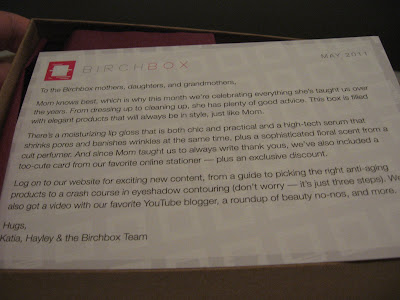 BIRCHBOX
MAY 2011
To the Birchbox mothers, daughters, and grandmothers,
Mom knows best, which is why this month we're celebrating everything she's taught us over
the years. From dressing up to cleaning up, she has plenty of good advice. This box is filled
with elegant products that will always be in style, just like Mom.
There's a moisturizing lip gloss that is both chic and practical and a high-tech serum that
shrinks pores and banishes wrinkles at the same time, plus a sophisticated floral scent from a
cult perfumer. And since Mom taught us to always write thank yous, we've also included a
too-cute card from our favorite online stationer — plus an exclusive discount.
Log on to our website for exciting new content, from a guide to picking the right anti-aging
products to a crash course in eyeshadow contouring (don't worry — it's just three steps). We
also got a video with our favorite YouTube blogger, a roundup of beauty no-nos, and more.
Hugs,
Katia, Hayley & the Birchbox Team